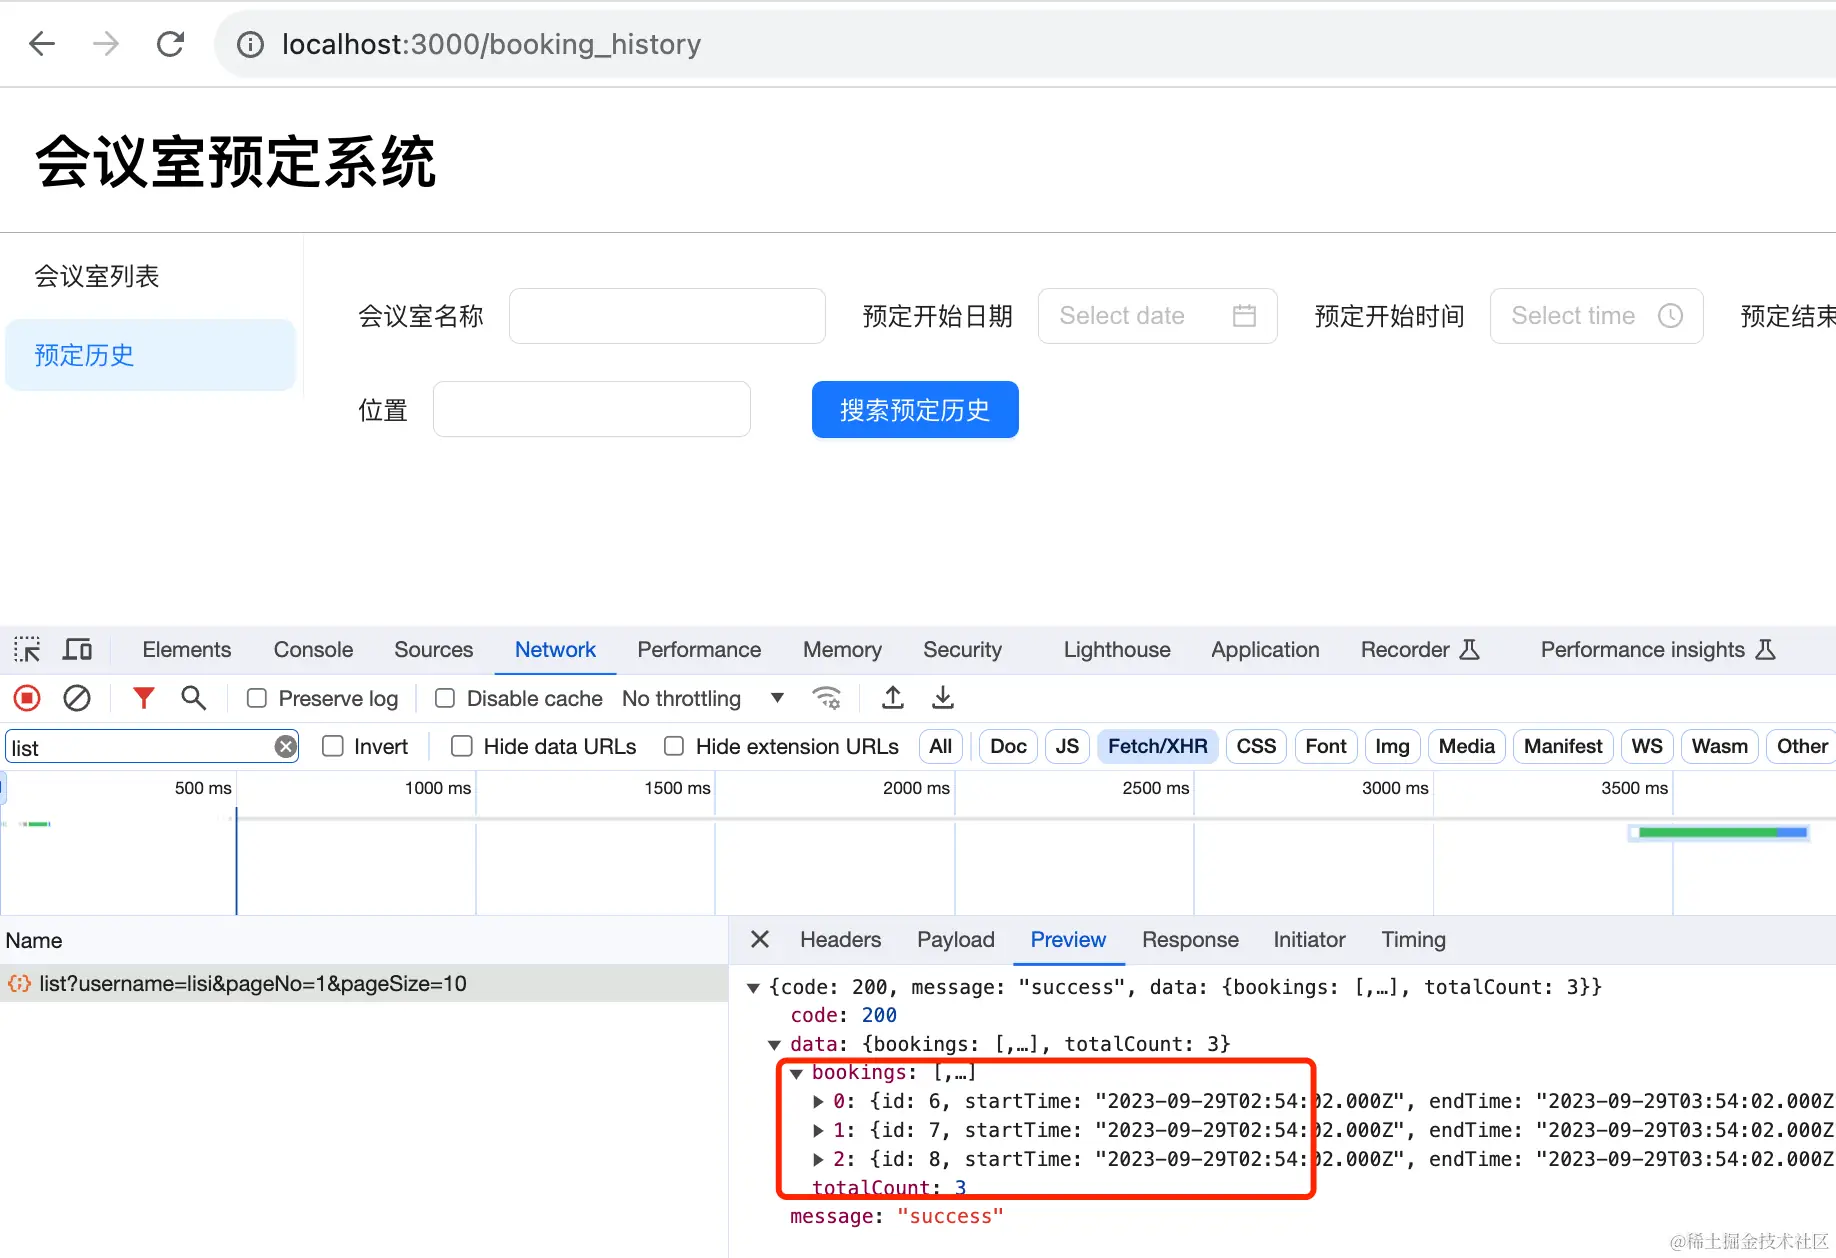 localhost:3000/booking_history
会议室预定系统
会议室列表
预定历史
会议室名称 预定开始日期 Select date 预定开始时间 Select time 预定结束
位置 搜索预定历史
Elements Console Sources Network Performance Memory Security Lighthouse Application Recorder Performance insights
Preserve log Disable cache No throttling
list Invert Hide data URLs Hide extension URLs All Doc JS Fetch/XHR CSS Font Img Media Manifest WS Wasm Other
500 ms 1000 ms 1500 ms 2000 ms 2500 ms 3000 ms 3500 ms
Name Headers Payload Preview Response Initiator Timing
list?username=lisi&pageNo=1&pageSize=10
{code: 200, message: "success", data: {bookings: [,…], totalCount: 3}}
code: 200
data: {bookings: [,…], totalCount: 3}
bookings: [,…]
0: {id: 6, startTime: "2023-09-29T02:54:02.000Z", endTime: "2023-09-29T03:54:02.000Z
1: {id: 7, startTime: "2023-09-29T02:54:02.000Z", endTime: "2023-09-29T03:54:02.000Z
2: {id: 8, startTime: "2023-09-29T02:54:02.000Z", endTime: "2023-09-29T03:54:02.000Z
totalCount: 3
message: "success"
@稀土掘金技术社区